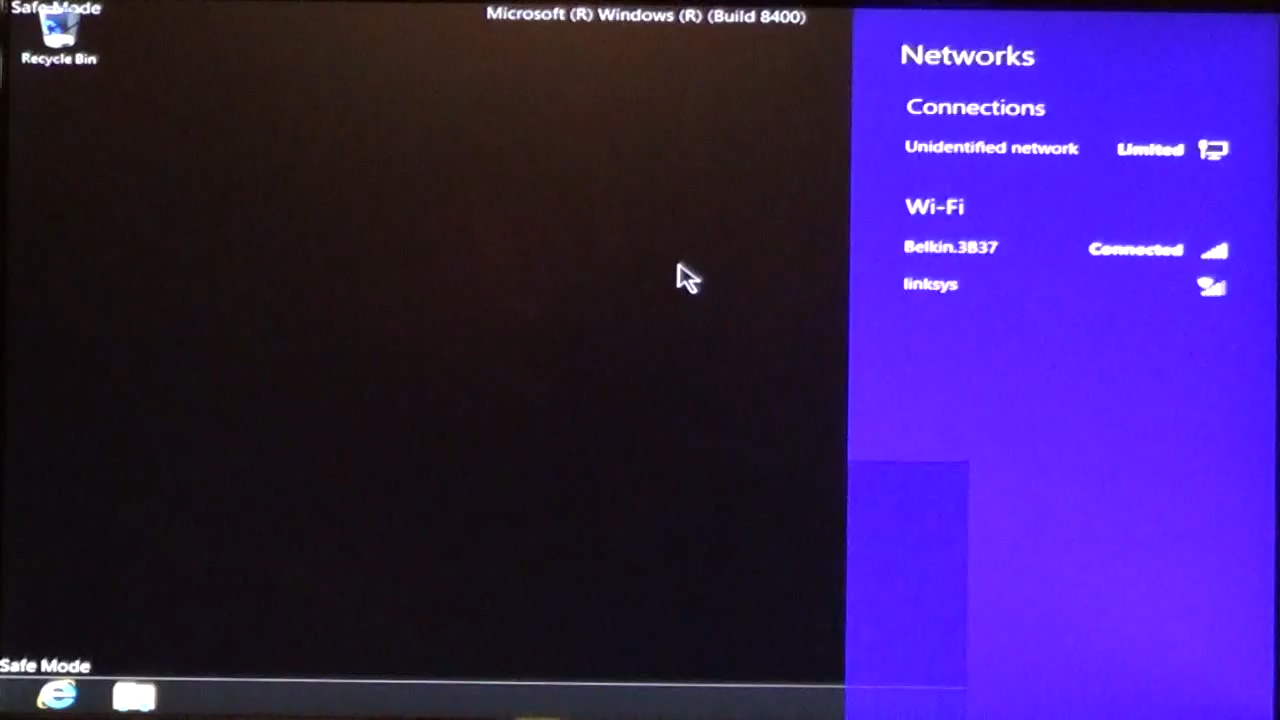 Safe Mode
Recycle Bin
Microsoft (R) Windows (R) (Build 8400)
Networks
Connections
Unidentified network Limited
Wi-Fi
Belkin.3B37 Connected
linksys
Safe Mode